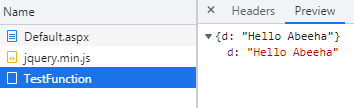 Name
Default.aspx
jquery.min.js
TestFunction
× Headers Preview
▼{d: "Hello Abeeha"}
d: "Hello Abeeha"